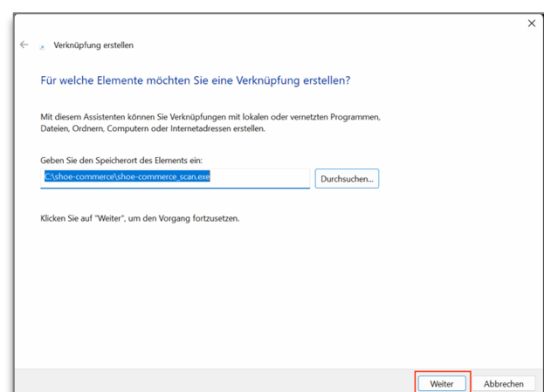 Verknüpfung erstellen
Für welche Elemente möchten Sie eine Verknüpfung erstellen?
Mit diesem Assistenten können Sie Verknüpfungen mit lokalen oder vernetzten Programmen,
Dateien, Ordnern, Computern oder Internetadressen erstellen.
Geben Sie den Speicherort des Elements ein:
C:\shoe-commerce\shoe-commerce_scan.exe
Durchsuchen...
Klicken Sie auf "Weiter", um den Vorgang fortzusetzen.
Weiter
Abbrechen